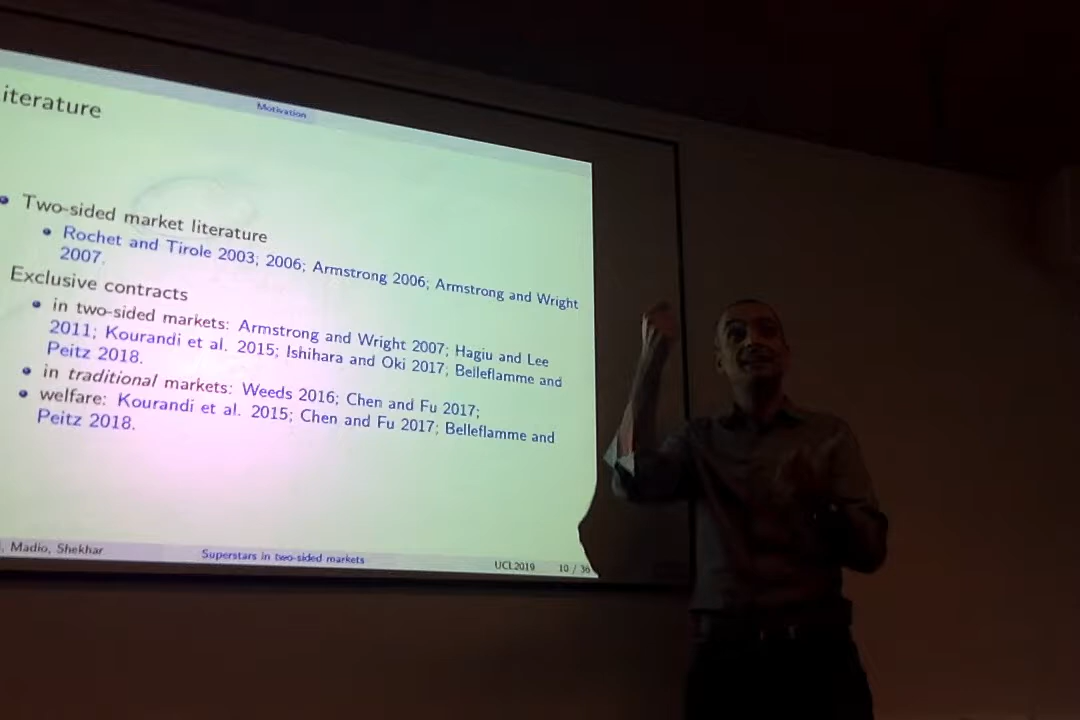 iterature
Motivation
Two-sided market literature
Rochet and Tirole 2003; 2006; Armstrong 2006; Armstrong and Wright
2007.
Exclusive contracts
in two-sided markets: Armstrong and Wright 2007; Hagiu and Lee
2011; Kourandi et al. 2015; Ishihara and Oki 2017; Belleflamme and
Peitz 2018.
in traditional markets: Weeds 2016; Chen and Fu 2017;
welfare: Kourandi et al. 2015; Chen and Fu 2017; Belleflamme and
Peitz 2018.
, Madio, Shekhar
Superstars in two-sided markets
UCL2019
10 / 36